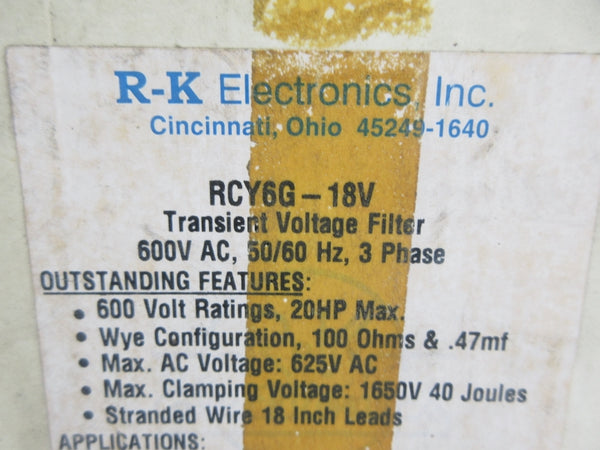 R-K Electronics, Inc.
Cincinnati, Ohio 45249-1640
RCY6G-18V
Transient Voltage Filter
600V AC, 50/60 Hz, 3 Phase
OUTSTANDING FEATURES:
• 600 Volt Ratings, 20HP Max.
• Wye Configuration, 100 Ohms & .47mf
• Max. AC Voltage: 625V AC
• Max. Clamping Voltage: 1650V 40 Joules
• Stranded Wire 18 Inch Leads
APPLICATIONS: